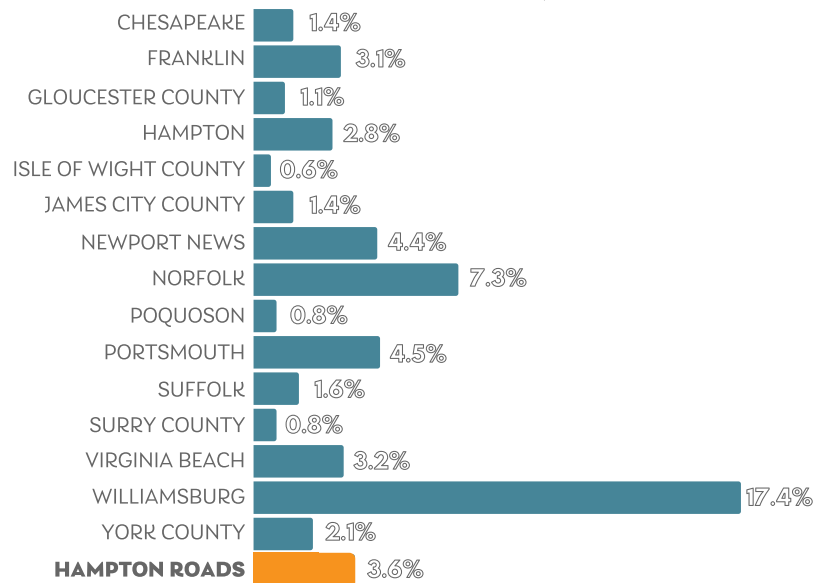 CHESAPEAKE 1.4%
FRANKLIN 3.1%
GLOUCESTER COUNTY 1.1%
HAMPTON 2.8%
ISLE OF WIGHT COUNTY 0.6%
JAMES CITY COUNTY 1.4%
NEWPORT NEWS 4.4%
NORFOLK 7.3%
POQUOSON 0.8%
PORTSMOUTH 4.5%
SUFFOLK 1.6%
SURRY COUNTY 0.8%
VIRGINIA BEACH 3.2%
WILLIAMSBURG 17.4%
YORK COUNTY 2.1%
HAMPTON ROADS 3.6%